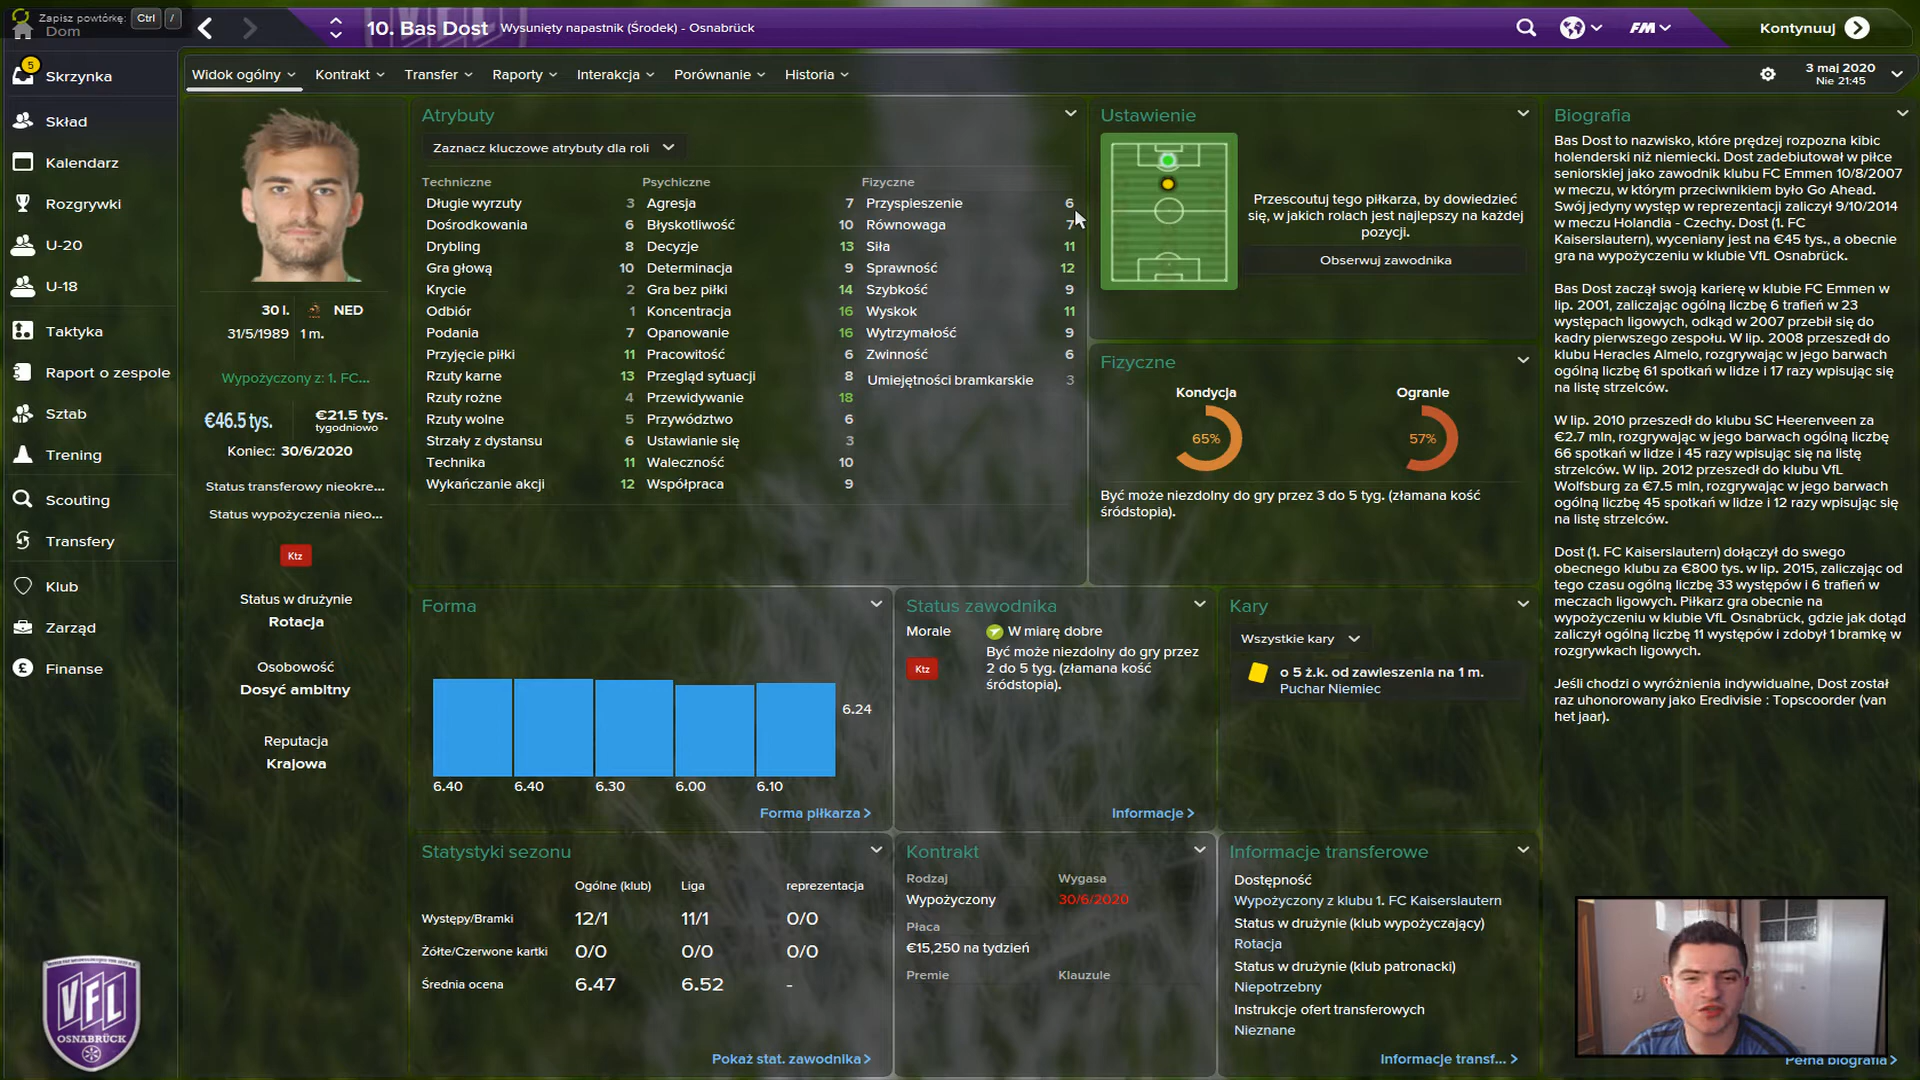 Zapisz powtórkę: Ctrl /
Dom
10. Bas Dost Wysunięty napastnik (Środek) - Osnabrück
FM
Kontynuuj
5
Skrzynka
Skład
Kalendarz
Rozgrywki
U-20
U-18
Taktyka
Raport o zespole
Sztab
Trening
Scouting
Transfery
Klub
Zarząd
Finanse
VFL
OSNABRÜCK
Widok ogólny Kontrakt Transfer Raporty Interakcja Porównanie Historia
3 maj 2020
Nie 21:45
30 l. NED
31/5/1989 1 m.
Wypożyczony z: 1. FC...
€46.5 tys. €21.5 tys.
tygodniowo
Koniec: 30/6/2020
Status transferowy nieokre...
Status wypożyczenia nieo...
Ktz
Status w drużynie
Rotacja
Osobowość
Dosyć ambitny
Reputacja
Krajowa
Atrybuty
Zaznacz kluczowe atrybuty dla roli
Techniczne Psychiczne Fizyczne
Długie wyrzuty 3 Agresja 7 Przyspieszenie 6
Dośrodkowania 6 Błyskotliwość 10 Równowaga 7
Drybling 8 Decyzje 13 Siła 11
Gra głową 10 Determinacja 9 Sprawność 12
Krycie 2 Gra bez piłki 14 Szybkość 9
Odbiór 1 Koncentracja 16 Wyskok 11
Podania 7 Opanowanie 16 Wytrzymałość 9
Przyjęcie piłki 11 Pracowitość 6 Zwinność 6
Rzuty karne 13 Przegląd sytuacji 8 Umiejętności bramkarskie 3
Rzuty rożne 4 Przewidywanie 18
Rzuty wolne 5 Przywództwo 6
Strzały z dystansu 6 Ustawianie się 3
Technika 11 Waleczność 10
Wykańczanie akcji 12 Współpraca 9
Ustawienie
Przescoutuj tego piłkarza, by dowiedzieć
się, w jakich rolach jest najlepszy na każdej
pozycji.
Obserwuj zawodnika
Fizyczne
Kondycja Ogranie
65% 57%
Być może niezdolny do gry przez 3 do 5 tyg. (złamana kość
śródstopia).
Biografia
Bas Dost to nazwisko, które prędzej rozpozna kibic
holenderski niż niemiecki. Dost zadebiutował w piłce
seniorskiej jako zawodnik klubu FC Emmen 10/8/2007
w meczu, w którym przeciwnikiem było Go Ahead.
Swój jedyny występ w reprezentacji zaliczył 9/10/2014
w meczu Holandia - Czechy. Dost (1. FC
Kaiserslautern), wyceniany jest na €45 tys., a obecnie
gra na wypożyczeniu w klubie VfL Osnabrück.
Bas Dost zaczął swoją karierę w klubie FC Emmen w
lip. 2001, zaliczając ogólną liczbę 6 trafień w 23
występach ligowych, odkąd w 2007 przebił się do
kadry pierwszego zespołu. W lip. 2008 przeszedł do
klubu Heracles Almelo, rozgrywając w jego barwach
ogólną liczbę 61 spotkań w lidze i 17 razy wpisując się
na listę strzelców.
W lip. 2010 przeszedł do klubu SC Heerenveen za
€2.7 mln, rozgrywając w jego barwach ogólną liczbę
66 spotkań w lidze i 45 razy wpisując się na listę
strzelców. W lip. 2012 przeszedł do klubu VfL
Wolfsburg za €7.5 mln, rozgrywając w jego barwach
ogólną liczbę 45 spotkań w lidze i 12 razy wpisując się
na listę strzelców.
Dost (1. FC Kaiserslautern) dołączył do swego
obecnego klubu za €800 tys. w lip. 2015, zaliczając od
tego czasu ogólną liczbę 33 występów i 6 trafień w
meczach ligowych. Piłkarz gra obecnie na
wypożyczeniu w klubie VfL Osnabrück, gdzie jak dotąd
zaliczył ogólną liczbę 11 występów i zdobył 1 bramkę w
rozgrywkach ligowych.
Jeśli chodzi o wyróżnienia indywidualne, Dost został
raz uhonorowany jako Eredivisie : Topscoorder (van
het jaar).
Pełna biografia >
Forma
6.24
6.40 6.40 6.30 6.00 6.10
Forma piłkarza >
Status zawodnika
Morale W miarę dobre
Ktz Być może niezdolny do gry przez
2 do 5 tyg. (złamana kość
śródstopia).
Informacje >
Kary
Wszystkie kary
o 5 ż.k. od zawieszenia na 1 m.
Puchar Niemiec
Statystyki sezonu
Ogólne (klub) Liga reprezentacja
Występy/Bramki 12/1 11/1 0/0
Żółte/Czerwone kartki 0/0 0/0 0/0
Średnia ocena 6.47 6.52 -
Pokaż stat. zawodnika >
Kontrakt
Rodzaj Wygasa
Wypożyczony 30/6/2020
Płaca
€15,250 na tydzień
Premie Klauzule
Informacje transferowe
Dostępność
Wypożyczony z klubu 1. FC Kaiserslautern
Status w drużynie (klub wypożyczający)
Rotacja
Status w drużynie (klub patronacki)
Niepotrzebny
Instrukcje ofert transferowych
Nieznane
Informacje transf... >